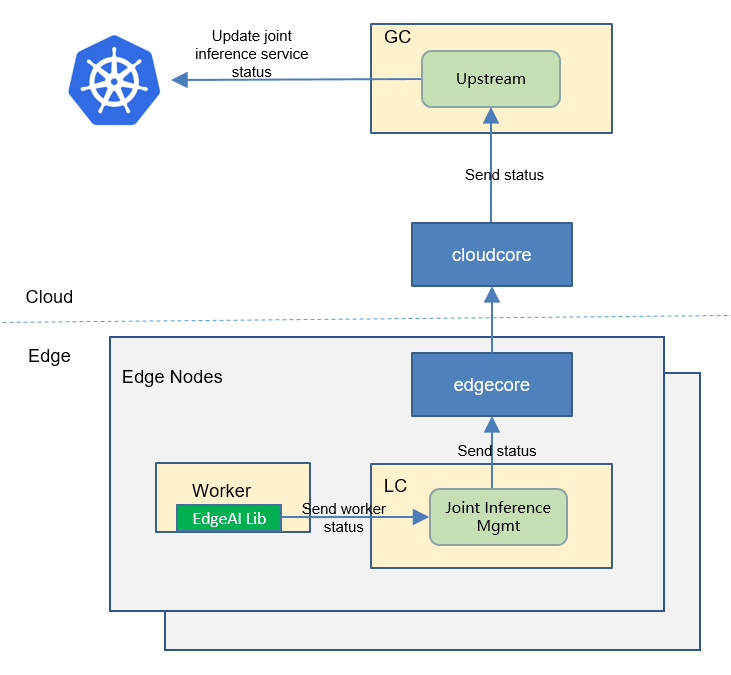 Update joint
inference service
status
GC
Upstream
Send status
cloudcore
Cloud
Edge
Edge Nodes
edgecore
Send status
Worker
EdgeAI Lib
Send worker
status
LC
Joint Inference
Mgmt